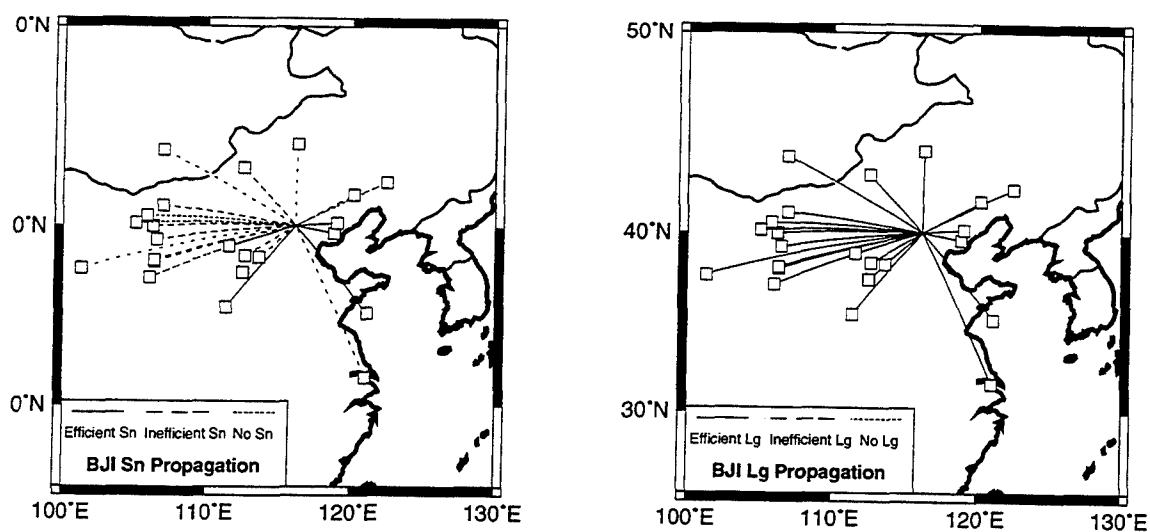 0°N
0°N
0°N
100°E 110°E 120°E 130°E
Efficient Sn Inefficient Sn No Sn
BJI Sn Propagation
50°N
40°N
30°N
100°E 110°E 120°E 130°E
Efficient Lg Inefficient Lg No Lg
BJI Lg Propagation